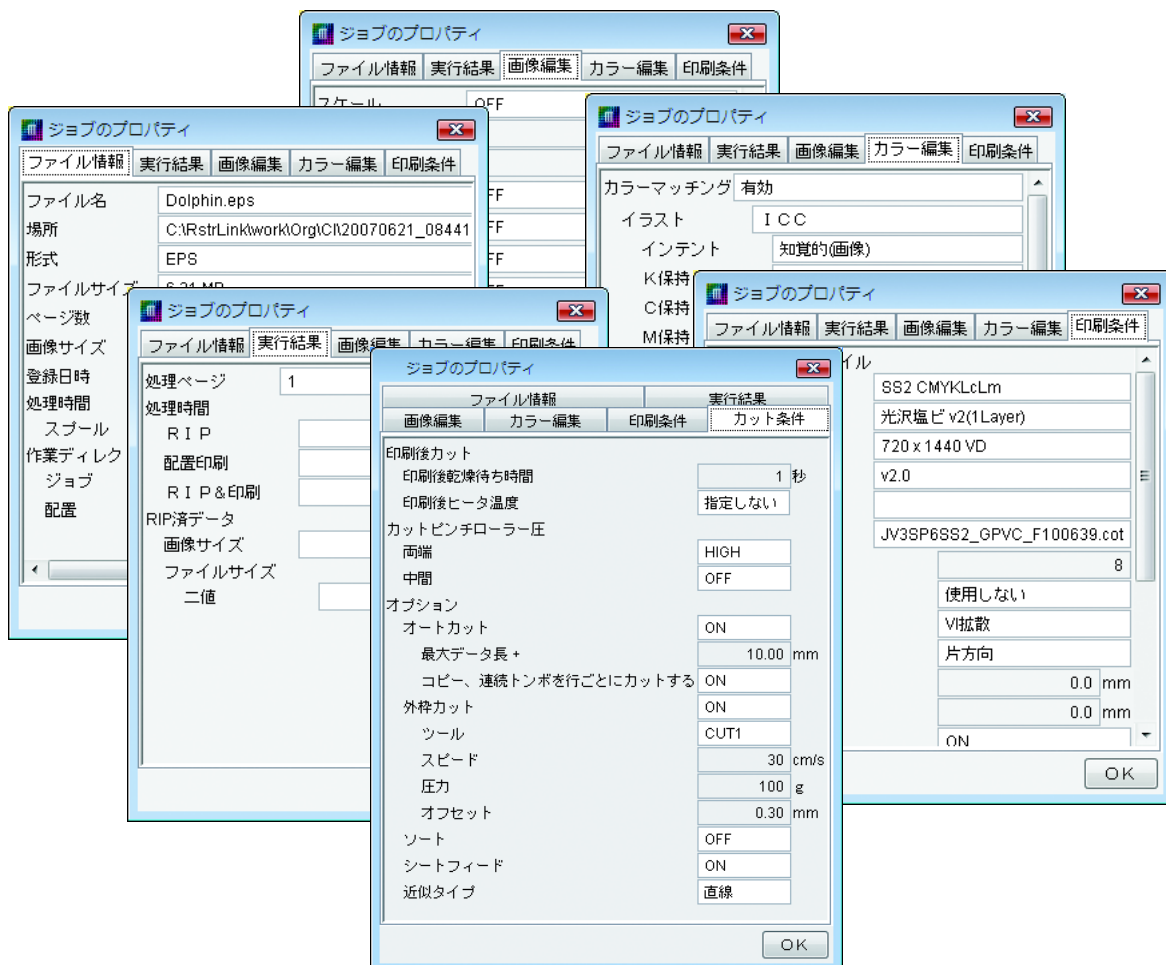 ジョブのプロパティ
ファイル情報 実行結果 画像編集 カラー編集 印刷条件
スケール OFF
ジョブのプロパティ
ファイル情報 実行結果 画像編集 カラー編集 印刷条件
ファイル名 Dolphin.eps
場所 C:\RstrLink\work\Org\CI\20070621_08441
形式 EPS
ファイルサイズ
ページ数
画像サイズ
登録日時
処理時間
スプール
作業ディレク
ジョブ
配置
ジョブのプロパティ
ファイル情報 実行結果 画像編集 カラー編集 印刷条件
カラーマッチング 有効
イラスト ICC
インテント 知覚的(画像)
K保持
C保持
M保持
ジョブのプロパティ
ファイル情報 実行結果 画像編集 カラー編集 印刷条件
処理ページ 1
処理時間
RIP
配置印刷
RIP&印刷
RIP済データ
画像サイズ
ファイルサイズ
二値
ジョブのプロパティ
ファイル情報 実行結果 画像編集 カラー編集 印刷条件
イル
SS2 CMYKLcLm
光沢塩ビ v2(1Layer)
720 x 1440 VD
v2.0
JV3SP6SS2_GPVC_F100639.cot
8
使用しない
VI拡散
片方向
0.0 mm
0.0 mm
ON
OK
ジョブのプロパティ
ファイル情報 実行結果
画像編集 カラー編集 印刷条件 カット条件
印刷後カット
印刷後乾燥待ち時間 1 秒
印刷後ヒータ温度 指定しない
カットピンチローラー圧
両端 HIGH
中間 OFF
オプション
オートカット ON
最大データ長 + 10.00 mm
コピー、連続トンボを行ごとにカットする ON
外枠カット ON
ツール CUT1
スピード 30 cm/s
圧力 100 g
オフセット 0.30 mm
ソート OFF
シートフィード ON
近似タイプ 直線
OK